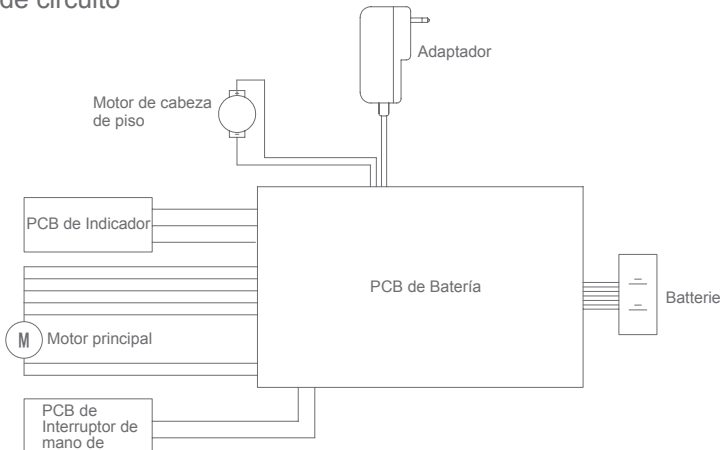 de circuito
Adaptador
Motor de cabeza
de piso
PCB de Indicador
PCB de Batería
Batterie
M
Motor principal
PCB de
Interruptor de
mano de